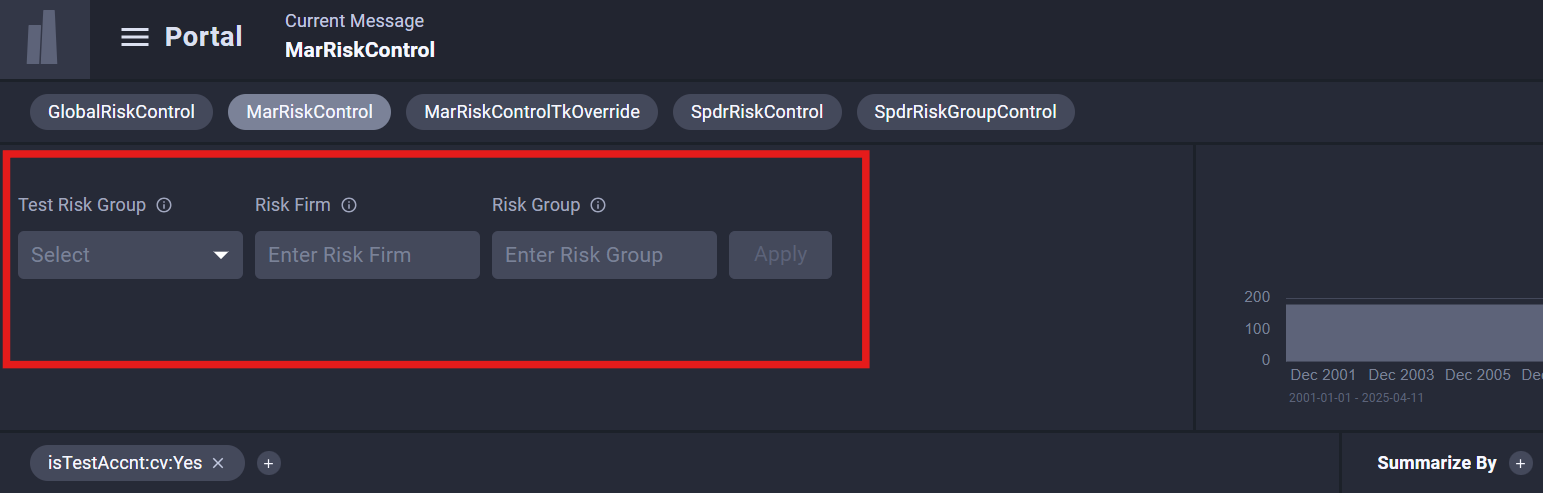 Portal
Current Message
MarRiskControl
GlobalRiskControl
MarRiskControl
MarRiskControlTkOverride
SpdrRiskControl
SpdrRiskGroupControl
Test Risk Group
Risk Firm
Risk Group
Select
Enter Risk Firm
Enter Risk Group
Apply
200
100
0
Dec 2001 Dec 2003 Dec 2005 De
2001-01-01 - 2025-04-11
isTestAccnt:cv:Yes
Summarize By